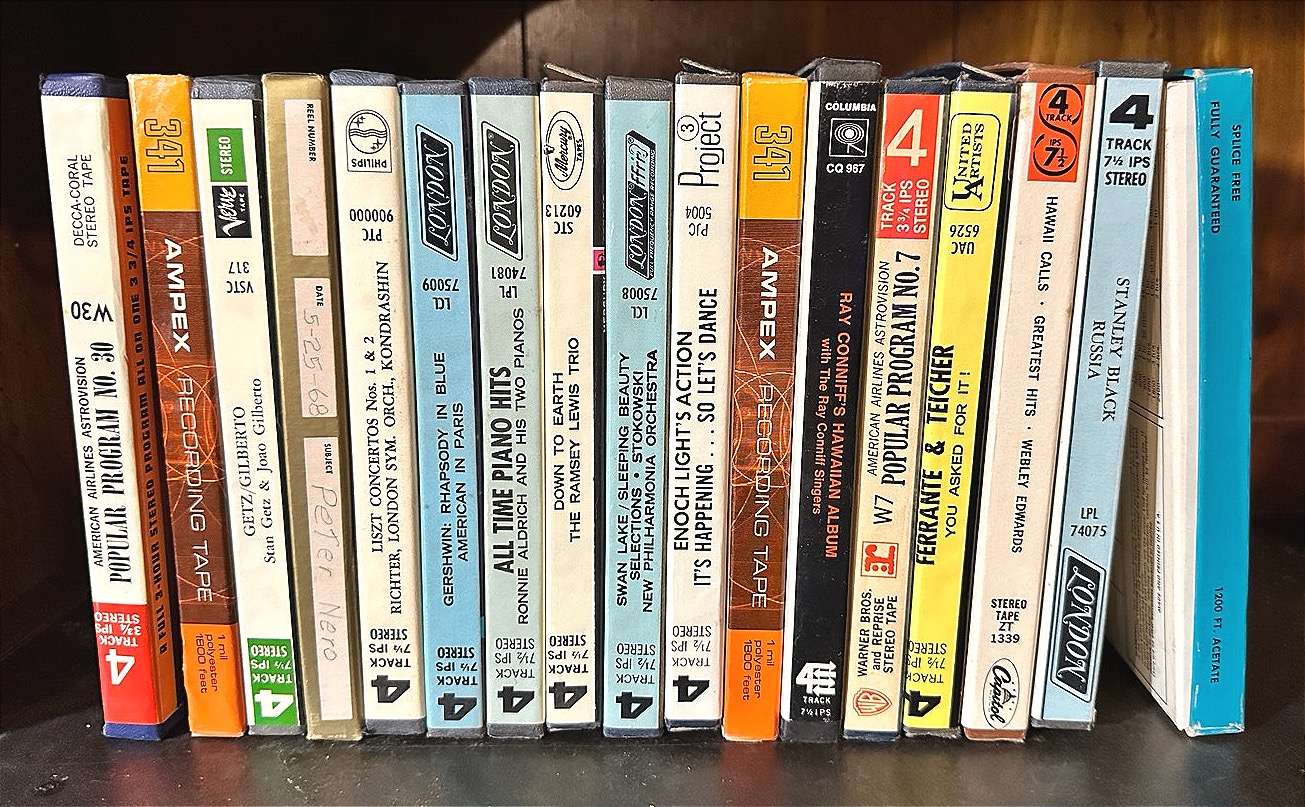 DECCA-CORAL
STEREO TAPE
W30
AMERICAN AIRLINES ASTROVISION
POPULAR PROGRAM NO. 30
4
TRACK
3¾ IPS
STEREO
A FULL 3-HOUR STEREO PROGRAM ALL ON ONE 3 3/4 IPS TAPE
341
AMPEX RECORDING TAPE
1 mil
polyester
1800 feet
STEREO
Verve
TAPE
VSTC
317
GETZ/GILBERTO
Stan Getz & Joao Gilberto
4
TRACK
7½ IPS
STEREO
REEL NUMBER
DATE
5-25-68
SUBJECT
Peter Nero
PHILIPS
PTC
900000
LISZT CONCERTOS Nos. 1 & 2
RICHTER, LONDON SYM. ORCH., KONDRASHIN
4
TRACK
7½ IPS
STEREO
LONDON
LCL
75009
GERSHWIN: RHAPSODY IN BLUE
AMERICAN IN PARIS
4
TRACK
7½ IPS
STEREO
LONDON
LPL
74081
ALL TIME PIANO HITS
RONNIE ALDRICH AND HIS TWO PIANOS
4
TRACK
7½ IPS
STEREO
Mercury
TAPES
STC
60213
DOWN TO EARTH
THE RAMSEY LEWIS TRIO
4
TRACK
7½ IPS
STEREO
LONDON ffrr
FULL FREQUENCY RANGE RECORDING
LCL
75008
SWAN LAKE / SLEEPING BEAUTY
SELECTIONS • STOKOWSKI
NEW PHILHARMONIA ORCHESTRA
4
TRACK
7½ IPS
STEREO
Project 3
PJC
5004
ENOCH LIGHT'S ACTION
IT'S HAPPENING . . . SO LET'S DANCE
4
TRACK
7½ IPS
STEREO
341
AMPEX RECORDING TAPE
1 mil
polyester
1800 feet
COLUMBIA
CQ 967
RAY CONNIFF'S HAWAIIAN ALBUM
with The Ray Conniff Singers
4
TRACK
7½ IPS
4
TRACK
3¾ IPS
STEREO
AMERICAN AIRLINES ASTROVISION
POPULAR PROGRAM NO. 7
W7
r:
WARNER BROS.
and REPRISE
STEREO TAPE
WB
UNITED
ARTISTS
UAC
6526
FERRANTE & TEICHER
YOU ASKED FOR IT!
4
TRACK
7½ IPS
STEREO
4
TRACK
IPS
7½
HAWAII CALLS • GREATEST HITS • WEBLEY EDWARDS
STEREO
TAPE
ZT
1339
Capitol
4
TRACK
7½ IPS
STEREO
STANLEY BLACK
RUSSIA
LPL
74075
LONDON
SPLICE FREE
FULLY GUARANTEED
1200 FT. ACETATE